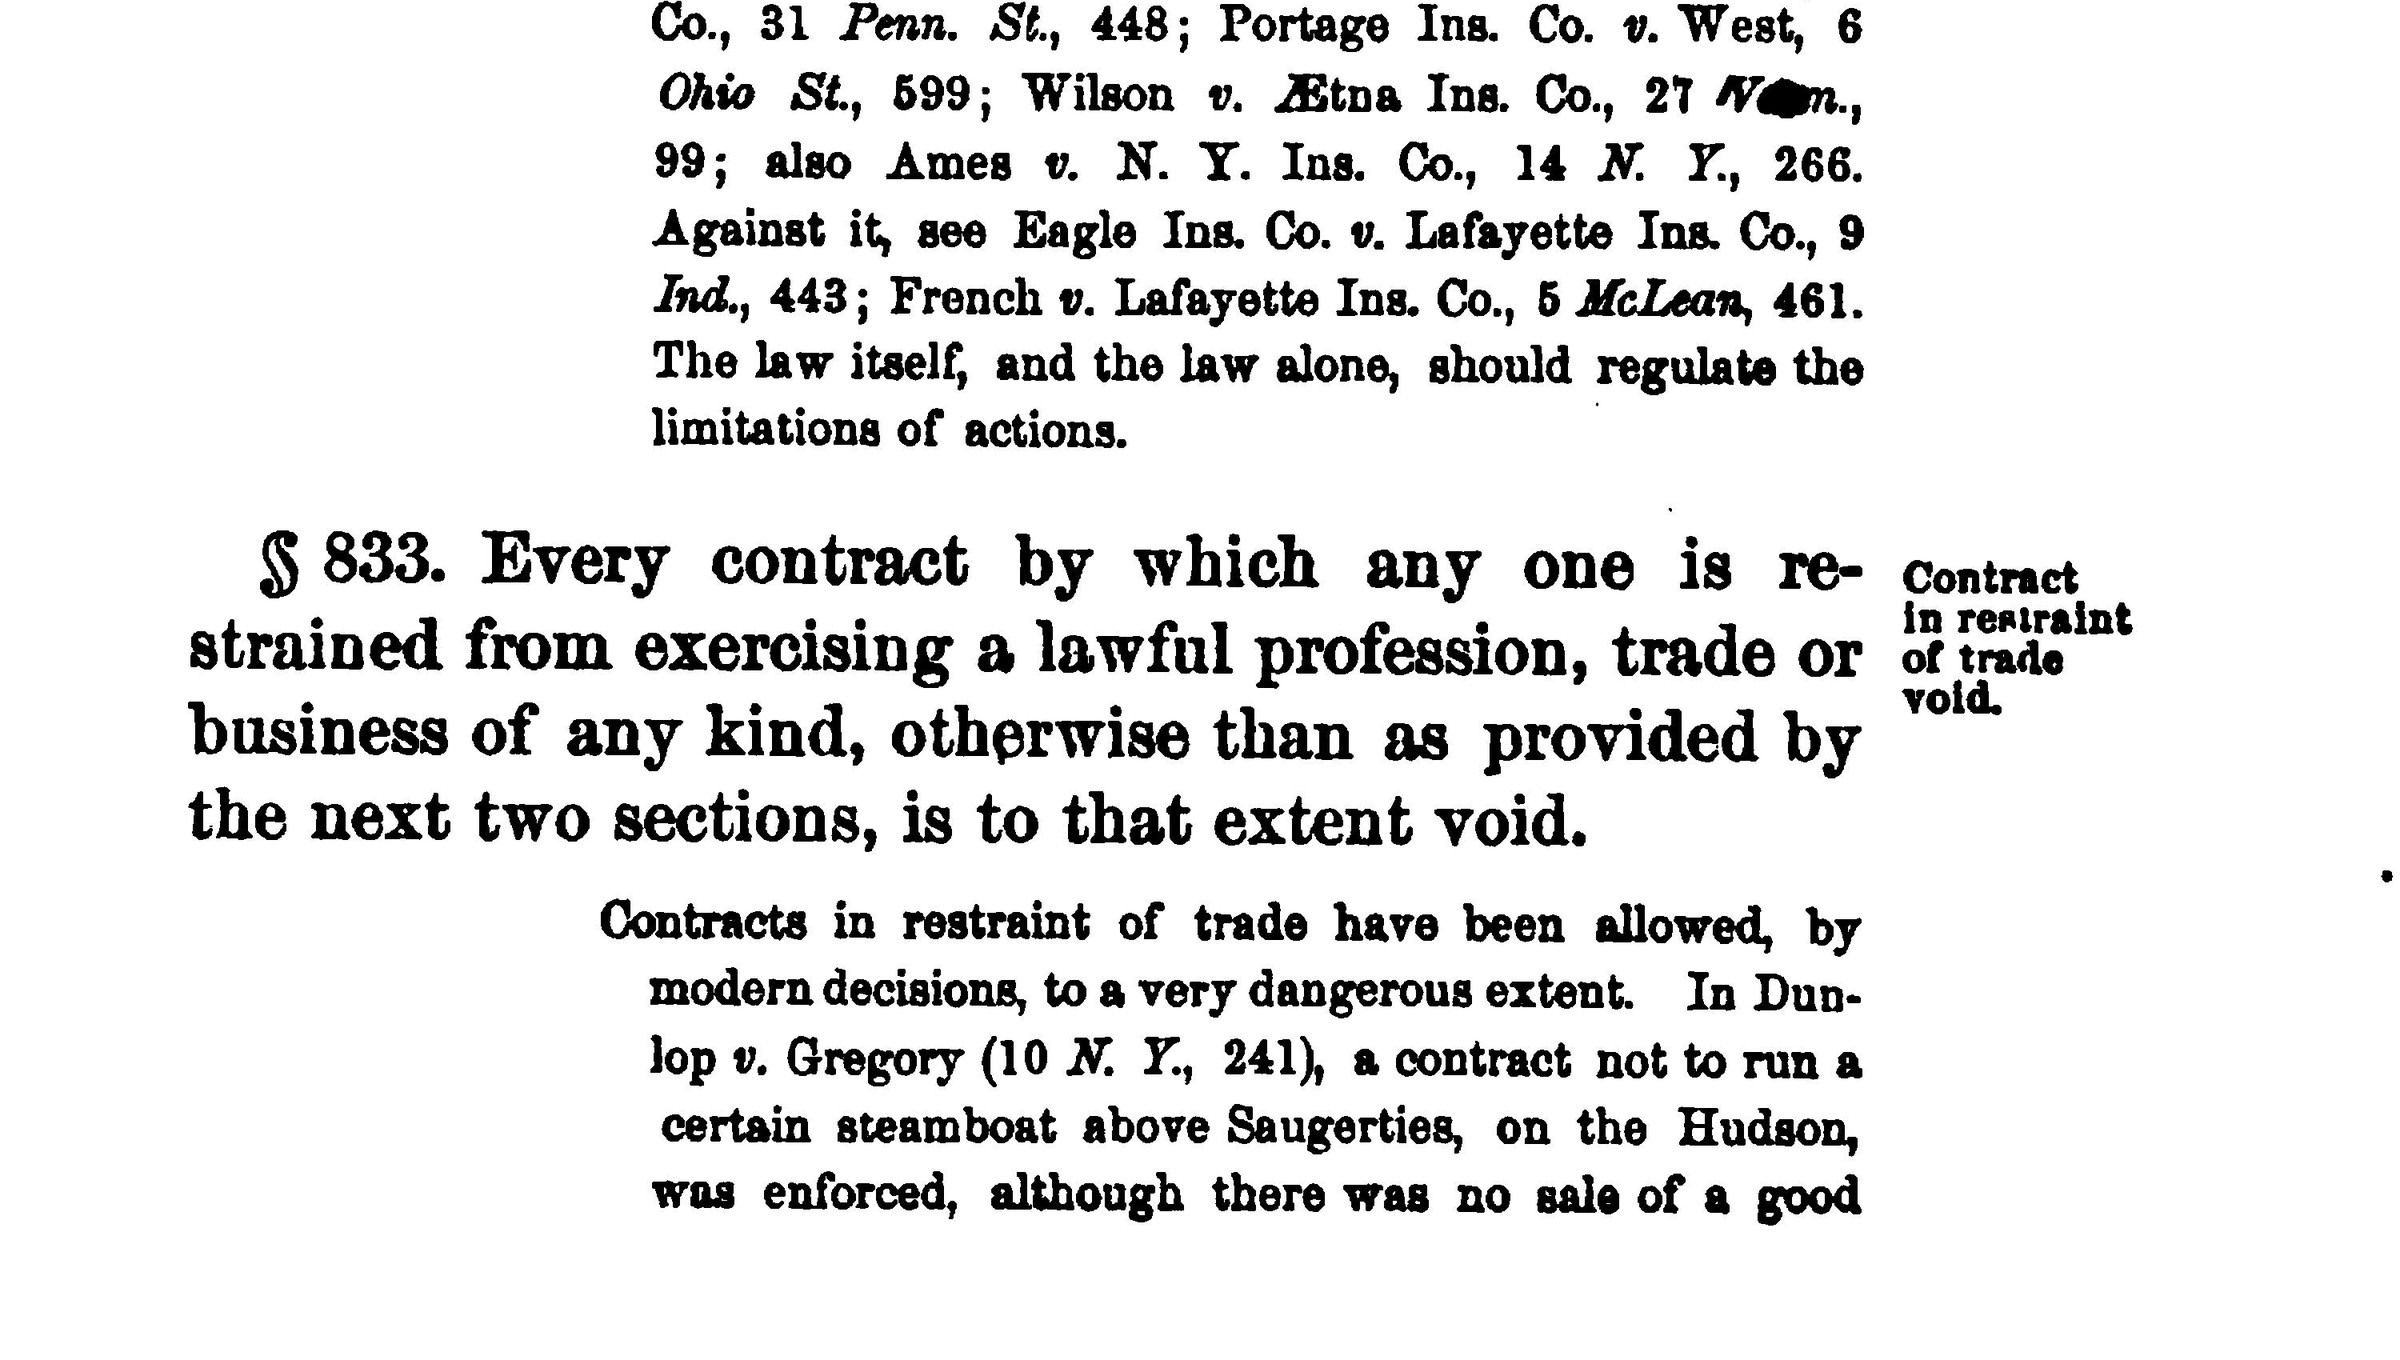 Co., 31 Penn. St., 448; Portage Ins. Co. v. West, 6
Ohio St., 599; Wilson v. Ætna Ins. Co., 27
99; also Ames v. N. Y. Ins. Co., 14 N. Y., 266.
Against it, see Eagle Ins. Co. v. Lafayette Ins. Co., 9
Ind., 443; French v. Lafayette Ins. Co., 5 McLean, 461.
The law itself, and the law alone, should regulate the
limitations of actions.
§ 833. Every contract by which any one is re-
strained from exercising a lawful profession, trade or
business of any kind, otherwise than as provided by
the next two sections, is to that extent void.
Contract
in restraint
of trade
void.
Contracts in restraint of trade have been allowed, by
modern decisions, to a very dangerous extent. In Dun-
lop v. Gregory (10 N. Y., 241), a contract not to run a
certain steamboat above Saugerties, on the Hudson,
was enforced, although there was no sale of a good